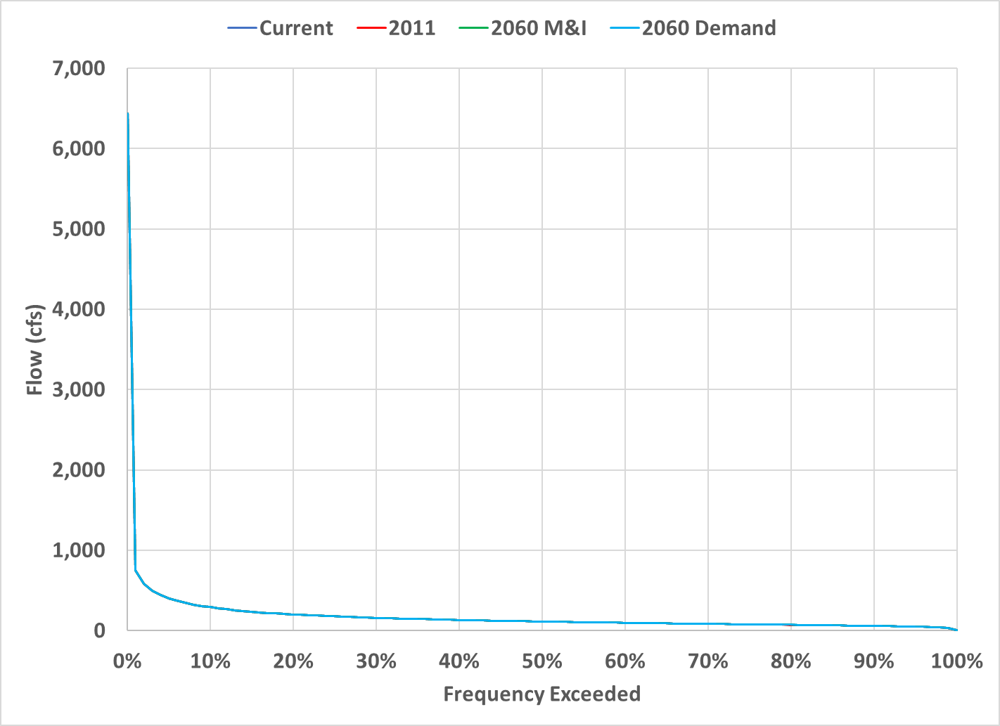 Current 2011 2060 M&I 2060 Demand
7,000
6,000
5,000
4,000
3,000
2,000
1,000
0
Flow (cfs)
0% 10% 20% 30% 40% 50% 60% 70% 80% 90% 100%
Frequency Exceeded